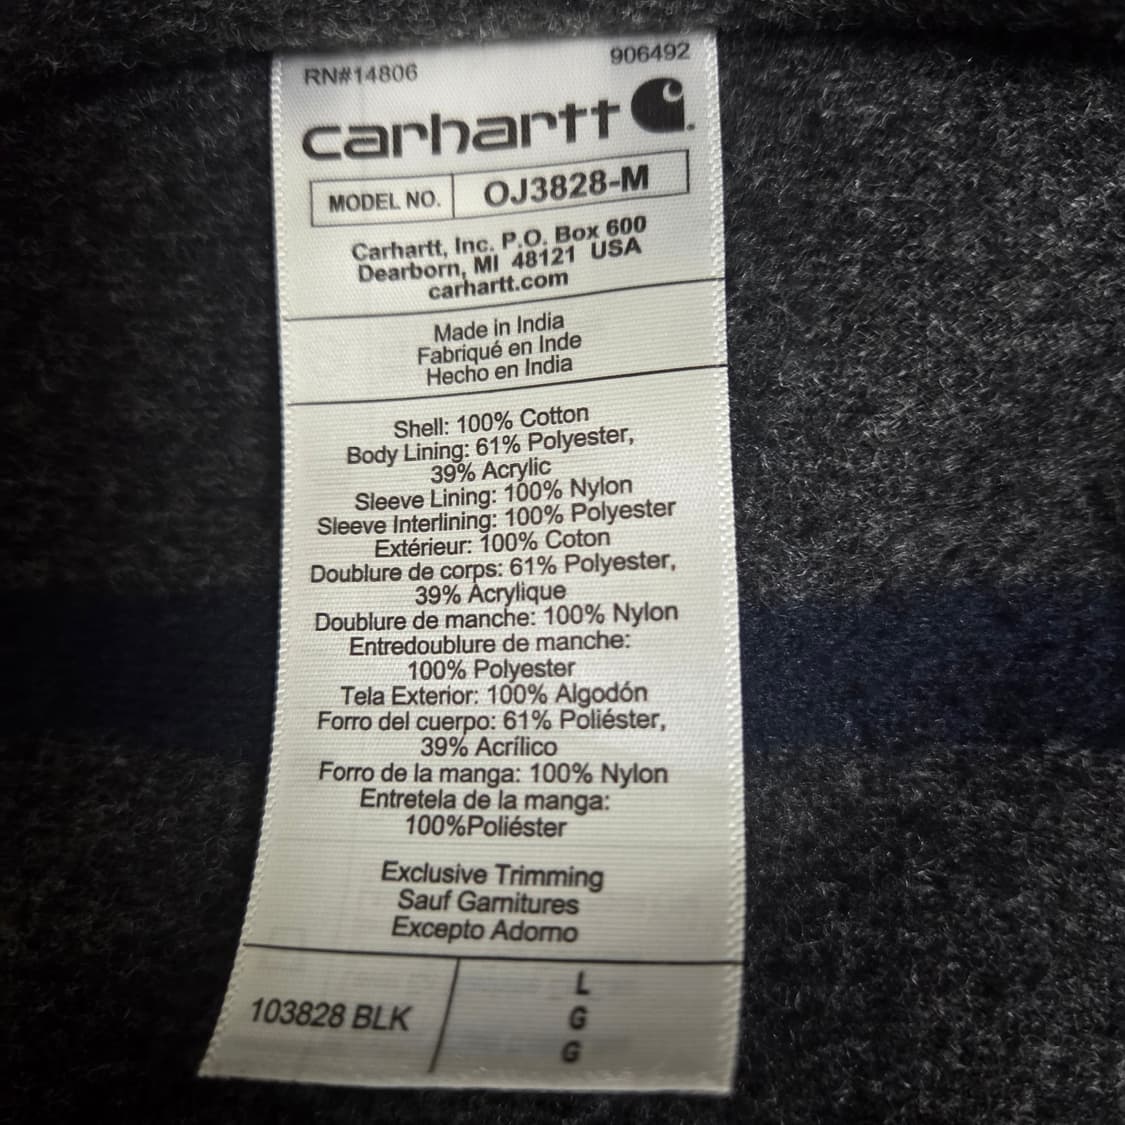 RN#14806 906492
carhartt
MODEL NO. OJ3828-M
Carhartt, Inc. P.O. Box 600
Dearborn, MI 48121 USA
carhartt.com
Made in India
Fabriqué en Inde
Hecho en India
Shell: 100% Cotton
Body Lining: 61% Polyester,
39% Acrylic
Sleeve Lining: 100% Nylon
Sleeve Interlining: 100% Polyester
Extérieur: 100% Coton
Doublure de corps: 61% Polyester,
39% Acrylique
Doublure de manche: 100% Nylon
Entredoublure de manche:
100% Polyester
Tela Exterior: 100% Algodón
Forro del cuerpo: 61% Poliéster,
39% Acrílico
Forro de la manga: 100% Nylon
Entretela de la manga:
100%Poliéster
Exclusive Trimming
Sauf Garnitures
Excepto Adorno
103828 BLK
L
G
G